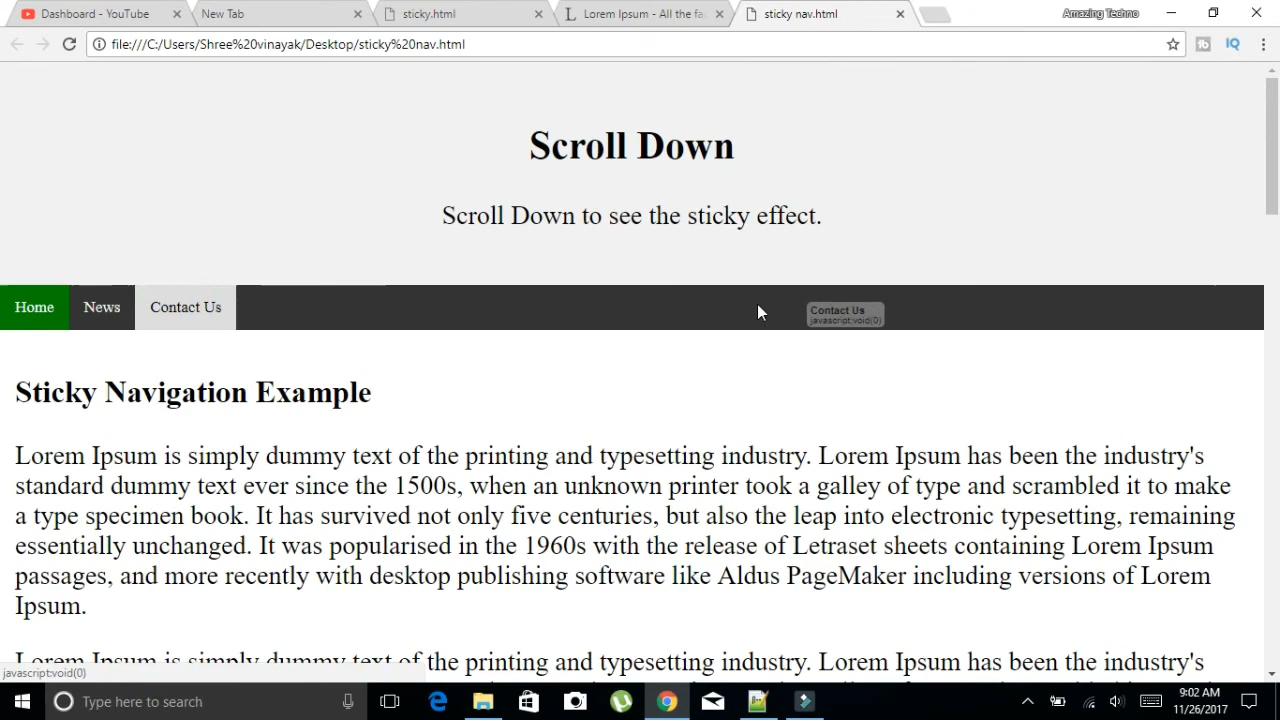 Dashboard - YouTube
New Tab
sticky.html
Lorem Ipsum - All the fa
sticky nav.html
Amazing Techno
file:///C:/Users/Shree%20vinayak/Desktop/sticky%20nav.html
tb
IQ
Scroll Down
Scroll Down to see the sticky effect.
Home
News
Contact Us
Contact Us
javascript:void(0)
Sticky Navigation Example
Lorem Ipsum is simply dummy text of the printing and typesetting industry. Lorem Ipsum has been the industry's
standard dummy text ever since the 1500s, when an unknown printer took a galley of type and scrambled it to make
a type specimen book. It has survived not only five centuries, but also the leap into electronic typesetting, remaining
essentially unchanged. It was popularised in the 1960s with the release of Letraset sheets containing Lorem Ipsum
passages, and more recently with desktop publishing software like Aldus PageMaker including versions of Lorem
Ipsum.
Lorem Ipsum is simply dummy text of the printing and typesetting industry. Lorem Ipsum has been the industry's
javascript:void(0)
Type here to search
9:02 AM
11/26/2017